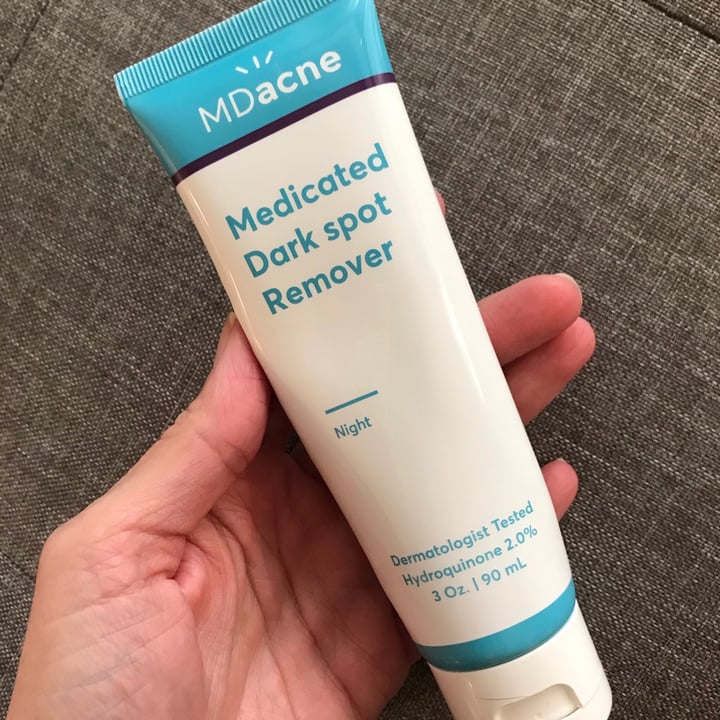 MDacne
Medicated
Dark spot
Remover
Night
Dermatologist Tested
Hydroquinone 2.0%
3 Oz. | 90 mL